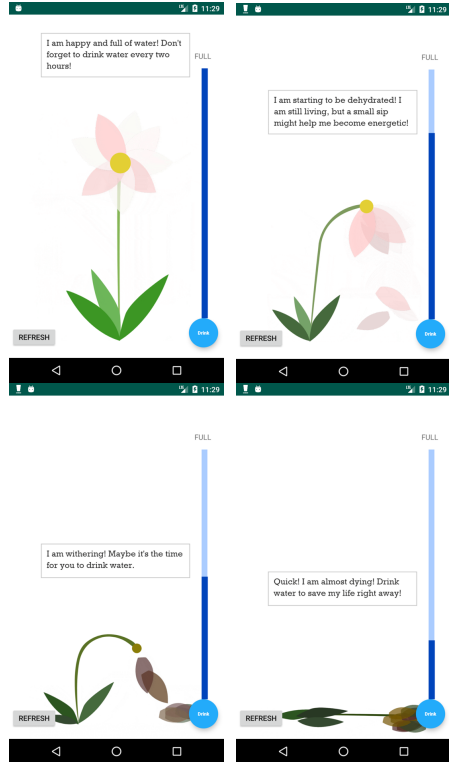 11:29
I am happy and full of water! Don't
forget to drink water every two
hours!
FULL
REFRESH
Drink
11:29
FULL
I am starting to be dehydrated! I
am still living, but a small sip
might help me become energetic!
REFRESH
Drink
11:29
FULL
I am withering! Maybe it's the time
for you to drink water.
REFRESH
Drink
11:29
FULL
Quick! I am almost dying! Drink
water to save my life right away!
REFRESH
Drink